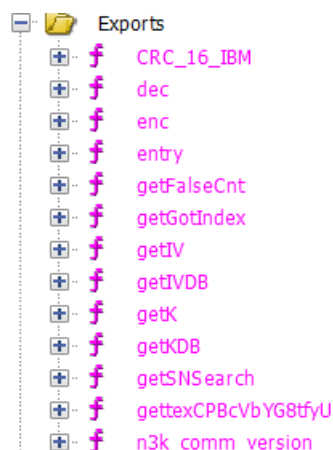 Exports
CRC_16_IBM
dec
enc
entry
getFalseCnt
getGotIndex
getIV
getIVDB
getK
getKDB
getSNSearch
gettexCPBcVbYG8tfyU
n3k_comm_version